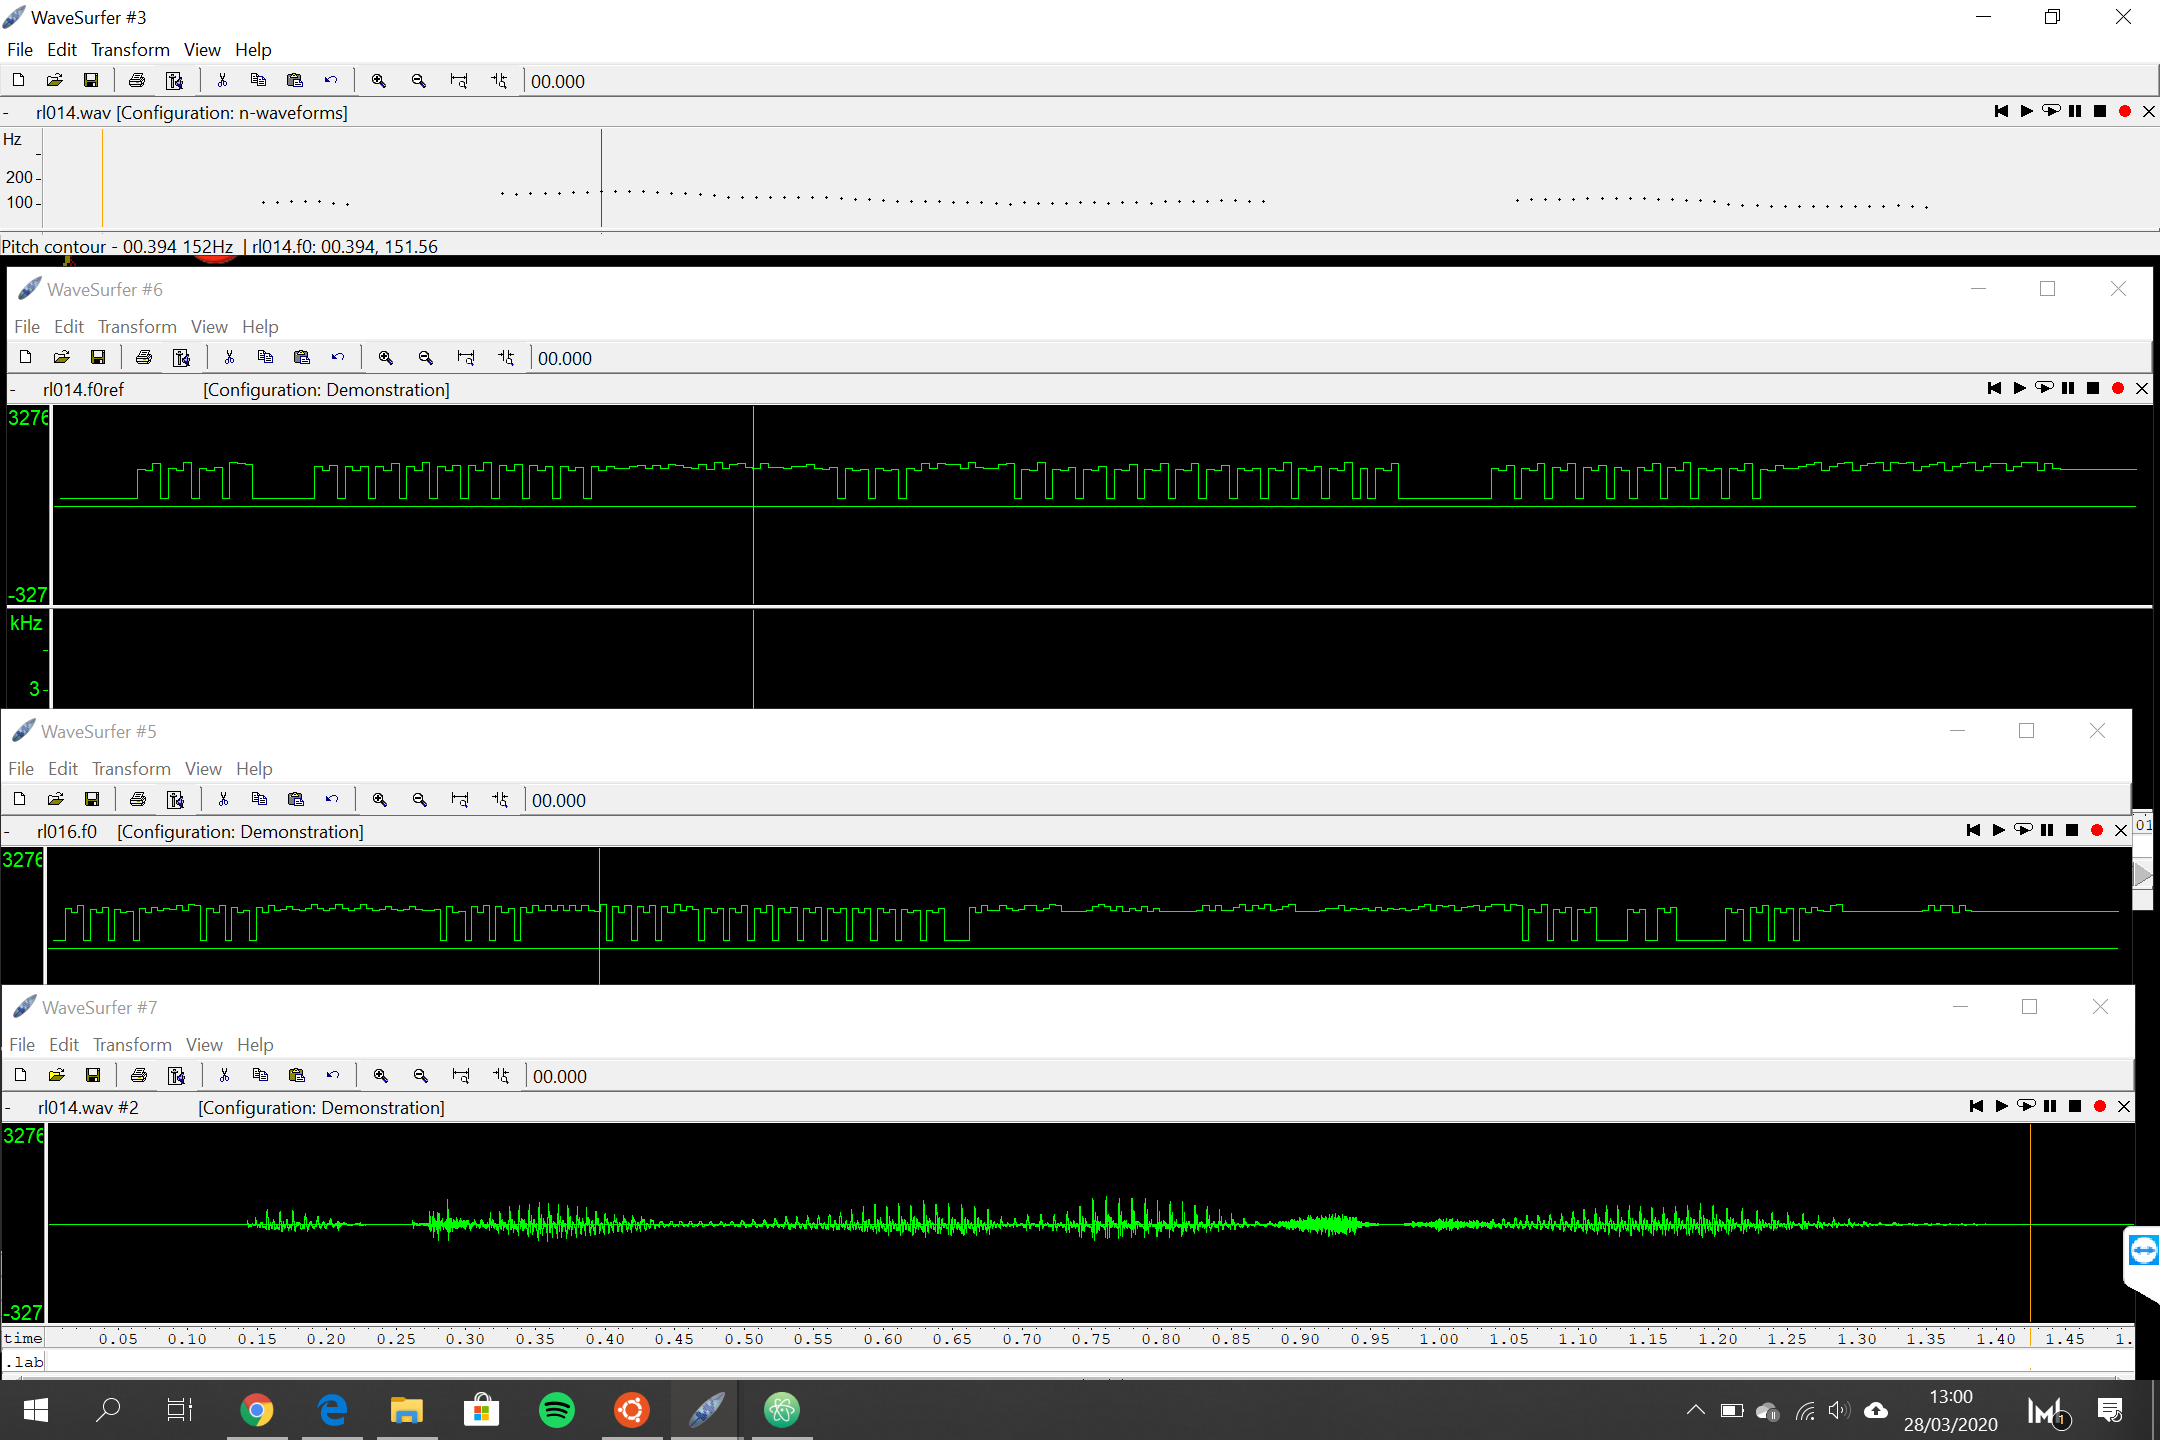 WaveSurfer #3
File Edit Transform View Help
00.000
- rl014.wav [Configuration: n-waveforms]
Hz
200
100
Pitch contour - 00.394 152Hz | rl014.f0: 00.394, 151.56
WaveSurfer #6
File Edit Transform View Help
00.000
- rl014.f0ref [Configuration: Demonstration]
3276
-327
kHz
3
WaveSurfer #5
File Edit Transform View Help
00.000
- rl016.f0 [Configuration: Demonstration]
01
3276
WaveSurfer #7
File Edit Transform View Help
00.000
- rl014.wav #2 [Configuration: Demonstration]
3276
-327
time 0.05 0.10 0.15 0.20 0.25 0.30 0.35 0.40 0.45 0.50 0.55 0.60 0.65 0.70 0.75 0.80 0.85 0.90 0.95 1.00 1.05 1.10 1.15 1.20 1.25 1.30 1.35 1.40 1.45 1.
.lab
13:00
28/03/2020
1